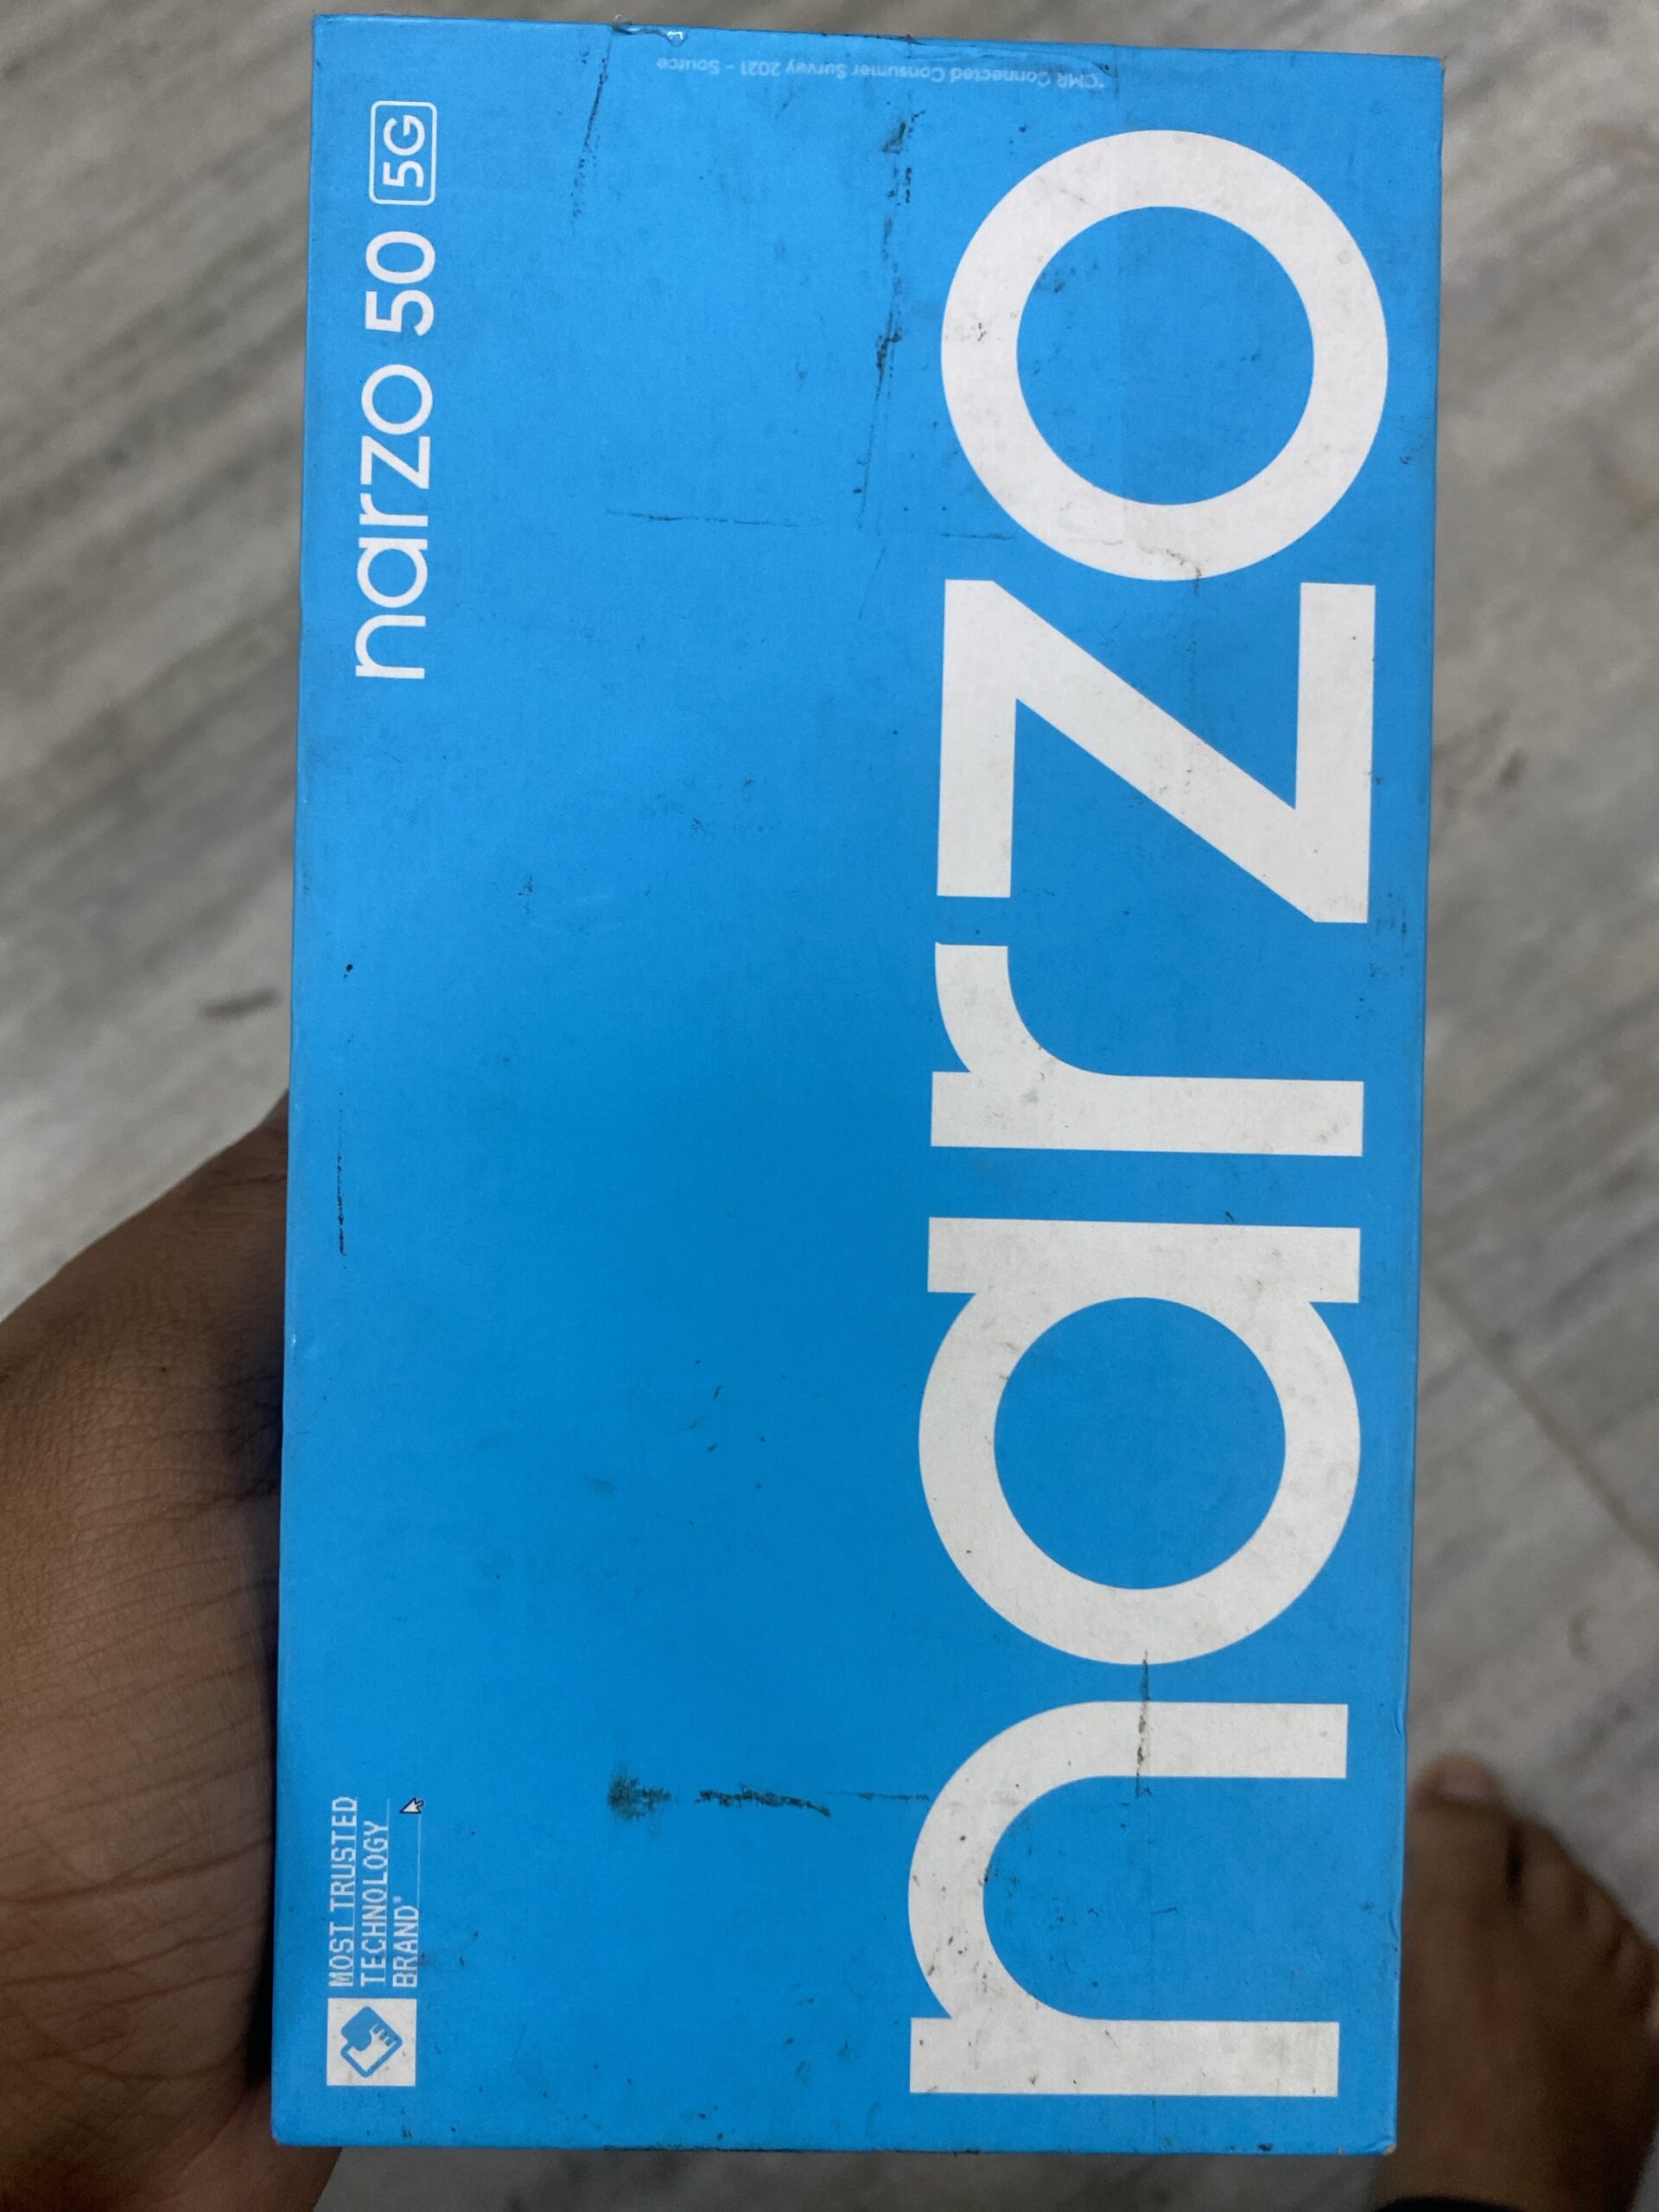 narzo 50 5G
MOST TRUSTED
TECHNOLOGY
BRAND*
narzo
*CMR Connected Consumer Survey 2021 - Source